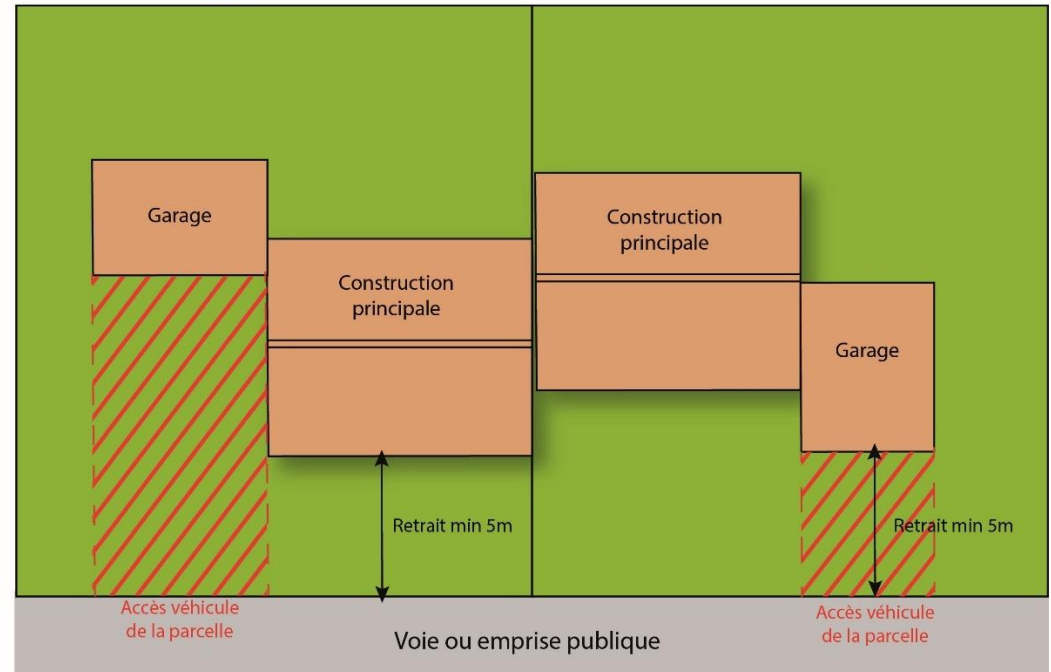 Garage
Construction
principale
Construction
principale
Garage
Retrait min 5m
Retrait min 5m
Accès véhicule
de la parcelle
Voie ou emprise publique
Accès véhicule
de la parcelle